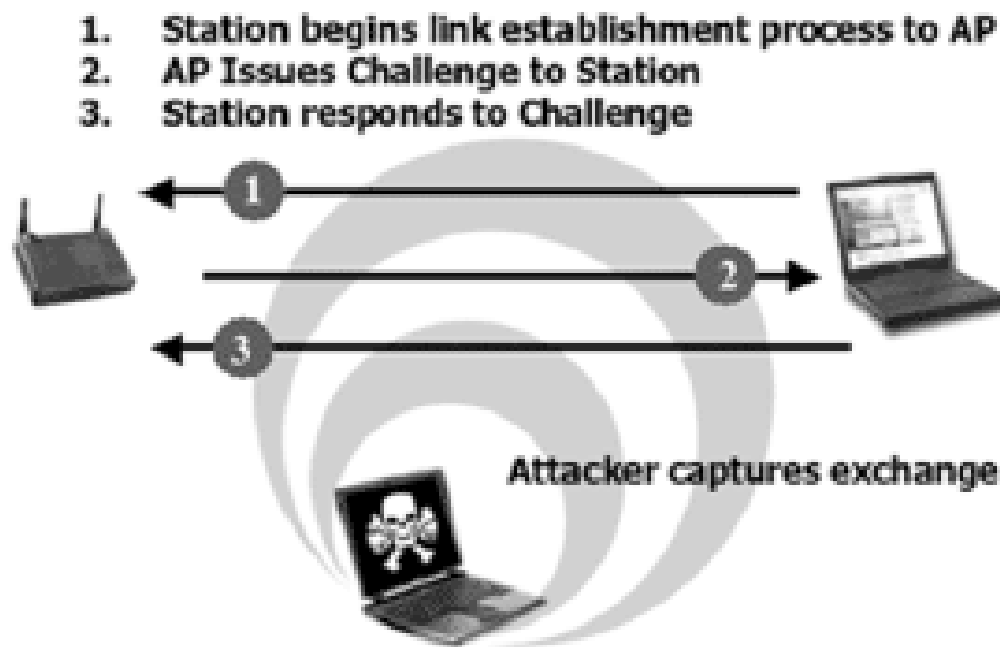 1. Station begins link establishment process to AP
2. AP Issues Challenge to Station
3. Station responds to Challenge
1
2
3
Attacker captures exchange